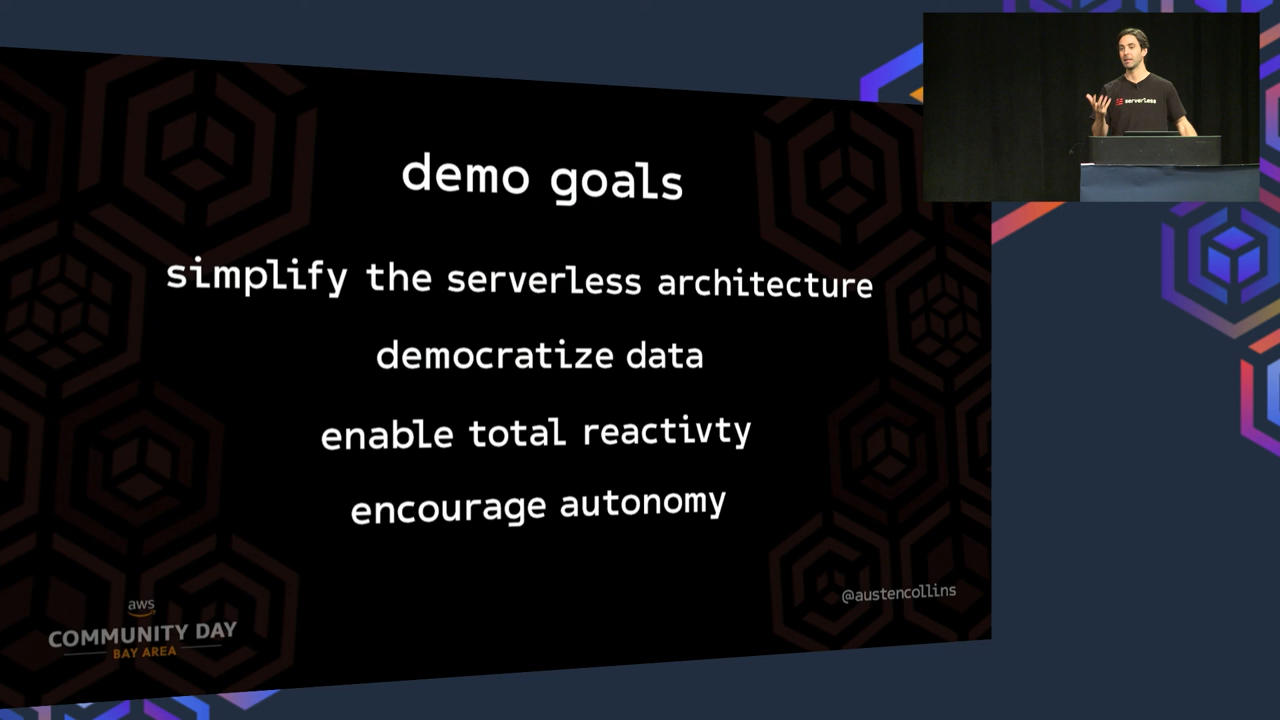 demo goals
simplify the serverless architecture
democratize data
enable total reactivty
encourage autonomy
@austencollins
aws
COMMUNITY DAY
BAY AREA
serverless